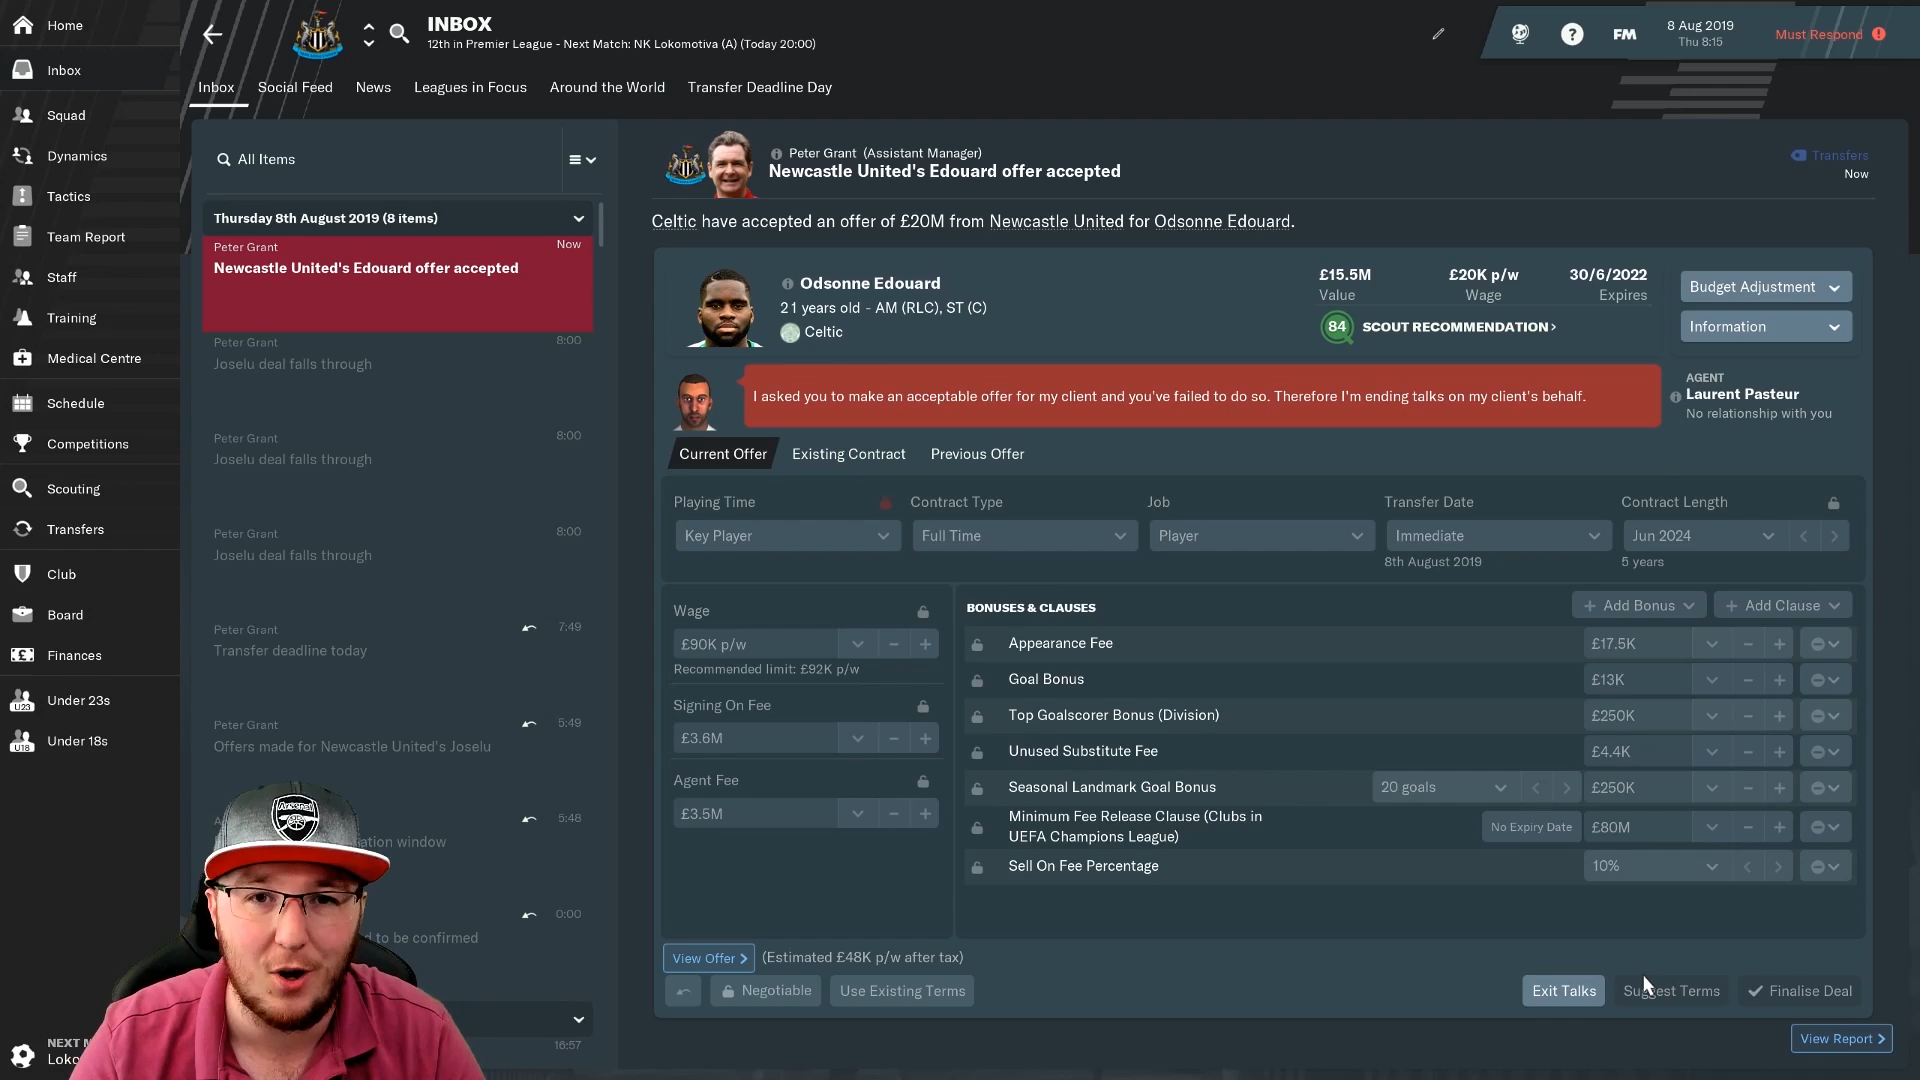 Home
Inbox
Squad
Dynamics
Tactics
Team Report
Staff
Training
Medical Centre
Schedule
Competitions
Scouting
Transfers
Club
Board
Finances
U23
Under 23s
U18
Under 18s
INBOX
12th in Premier League - Next Match: NK Lokomotiva (A) (Today 20:00)
?
FM
8 Aug 2019
Thu 8:15
Must Respond
Inbox Social Feed News Leagues in Focus Around the World Transfer Deadline Day
All Items
Thursday 8th August 2019 (8 items)
Peter Grant Now
Newcastle United's Edouard offer accepted
Peter Grant 8:00
Joselu deal falls through
Peter Grant 8:00
Joselu deal falls through
Peter Grant 8:00
Joselu deal falls through
Peter Grant 7:49
Transfer deadline today
Peter Grant 5:49
Offers made for Newcastle United's Joselu
5:48
ation window
0:00
d to be confirmed
16:57
Arsenal
Peter Grant (Assistant Manager)
Newcastle United's Edouard offer accepted
Transfers
Now
Celtic have accepted an offer of £20M from Newcastle United for Odsonne Edouard.
Odsonne Edouard
21 years old - AM (RLC), ST (C)
Celtic
£15.5M
Value
£20K p/w
Wage
30/6/2022
Expires
84 SCOUT RECOMMENDATION>
Budget Adjustment
Information
I asked you to make an acceptable offer for my client and you've failed to do so. Therefore I'm ending talks on my client's behalf.
AGENT
Laurent Pasteur
No relationship with you
Current Offer Existing Contract Previous Offer
Playing Time Contract Type Job Transfer Date Contract Length
Key Player Full Time Player Immediate Jun 2024
8th August 2019 5 years
Wage
£90K p/w
Recommended limit: £92K p/w
Signing On Fee
£3.6M
Agent Fee
£3.5M
BONUSES & CLAUSES + Add Bonus + Add Clause
Appearance Fee £17.5K
Goal Bonus £13K
Top Goalscorer Bonus (Division) £250K
Unused Substitute Fee £4.4K
Seasonal Landmark Goal Bonus 20 goals £250K
Minimum Fee Release Clause (Clubs in
UEFA Champions League) No Expiry Date £80M
Sell On Fee Percentage 10%
View Offer > (Estimated £48K p/w after tax)
Negotiable Use Existing Terms Exit Talks Suggest Terms Finalise Deal
View Report >
NEXT M
Loko